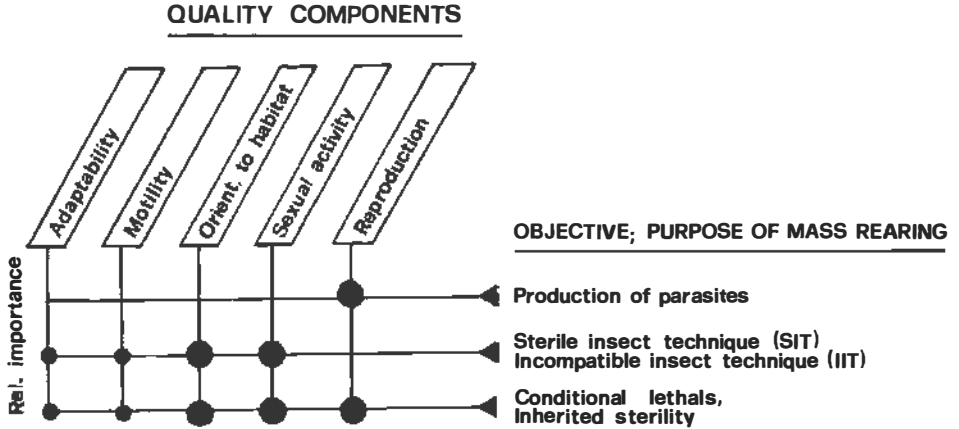 QUALITY COMPONENTS
Adaptability
Motility
Orient. to habitat
Sexual activity
Reproduction
OBJECTIVE; PURPOSE OF MASS REARING
Rel. importance
Production of parasites
Sterile insect technique (SIT)
Incompatible insect technique (IIT)
Conditional lethals,
Inherited sterility